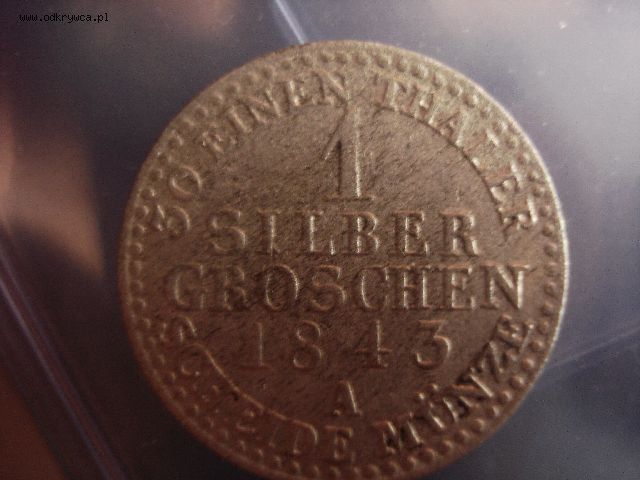 www.odkrywca.pl
30 EINEN THALER
1
SILBER
GROSCHEN
1843
A
SCHEIDE MÜNZE